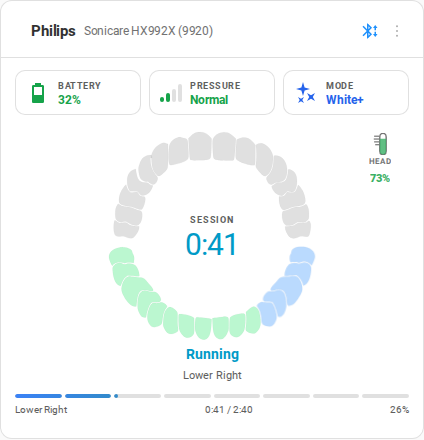 Philips Sonicare HX992X (9920)
BATTERY
32%
PRESSURE
Normal
MODE
White+
HEAD
73%
SESSION
0:41
Running
Lower Right
Lower Right 0:41 / 2:40 26%